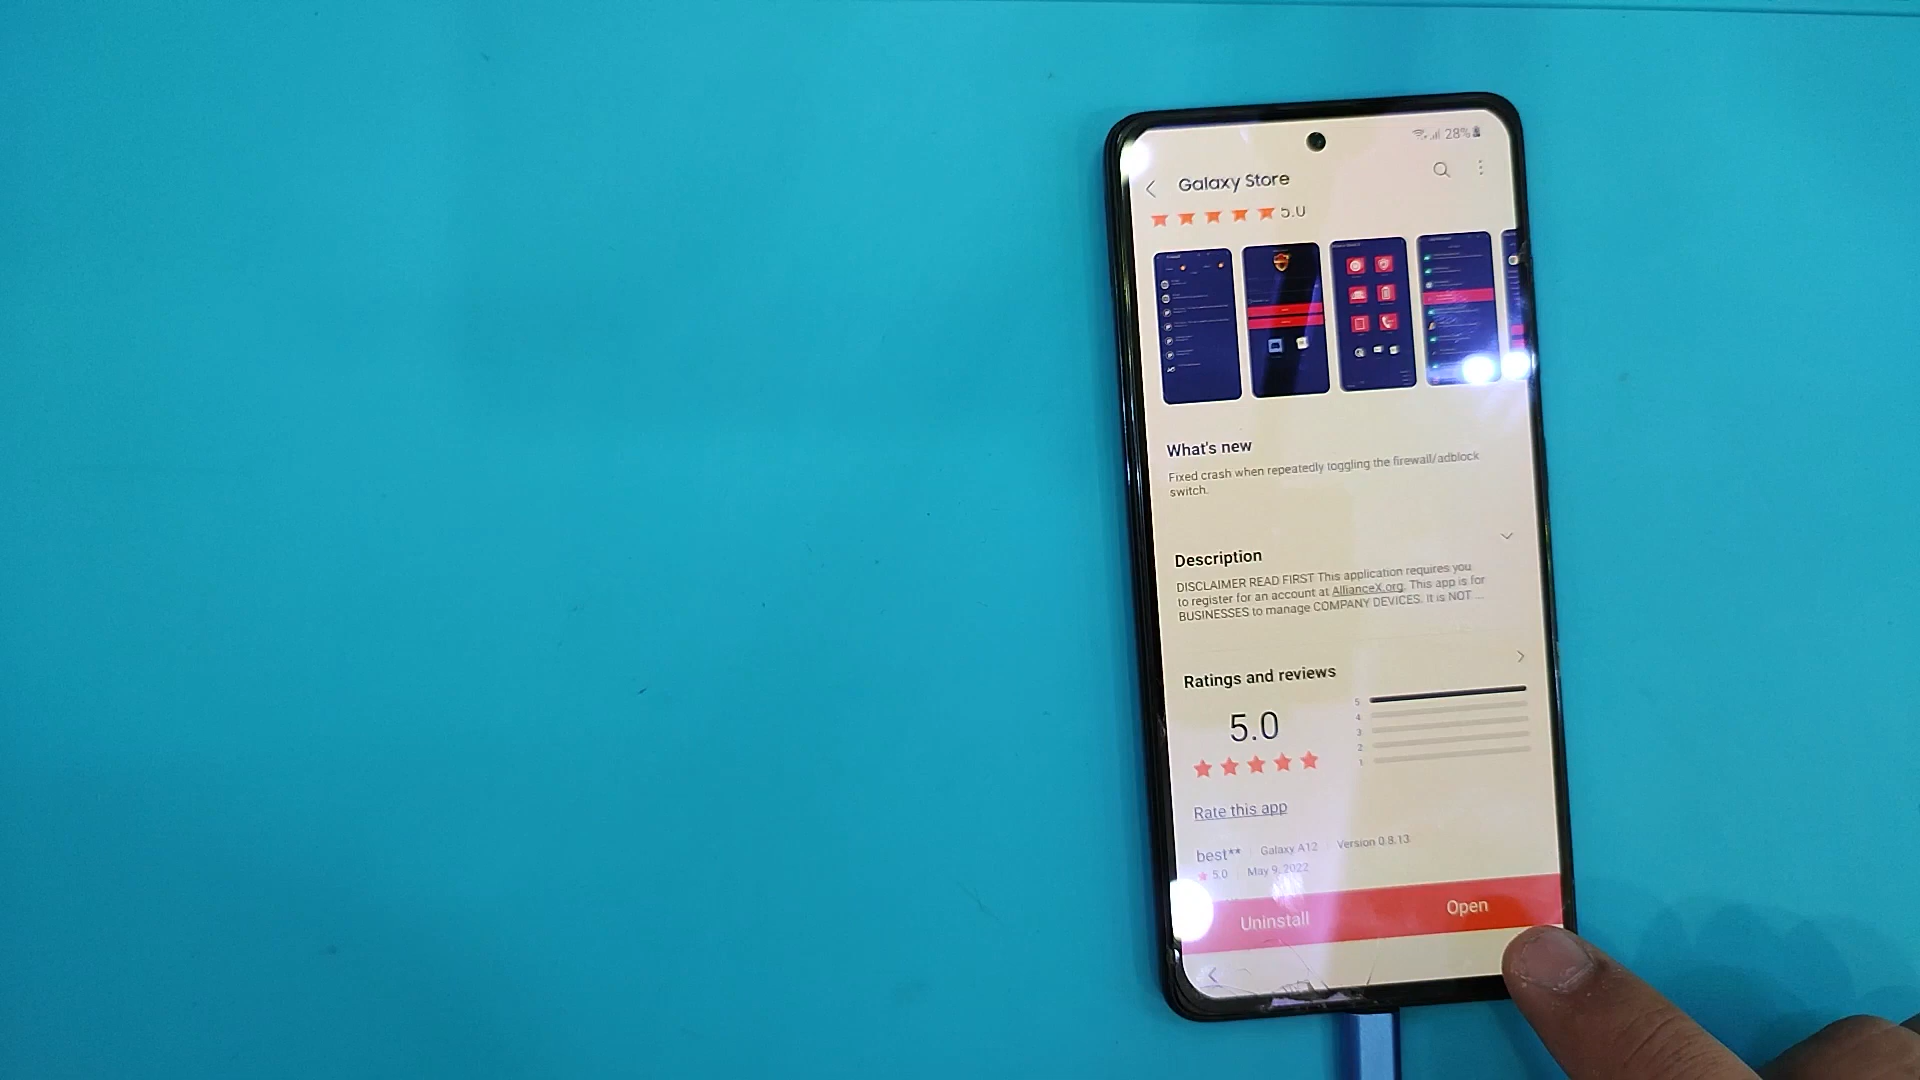 28%
Galaxy Store
5.0
What's new
Fixed crash when repeatedly toggling the firewall/adblock
switch.
Description
DISCLAIMER READ FIRST This application requires you
to register for an account at AllianceX.org. This app is for
BUSINESSES to manage COMPANY DEVICES. It is NOT ...
Ratings and reviews
5.0
5
4
3
2
1
Rate this app
best** Galaxy A12 Version 0.8.13
5.0 May 9, 2022
Uninstall Open